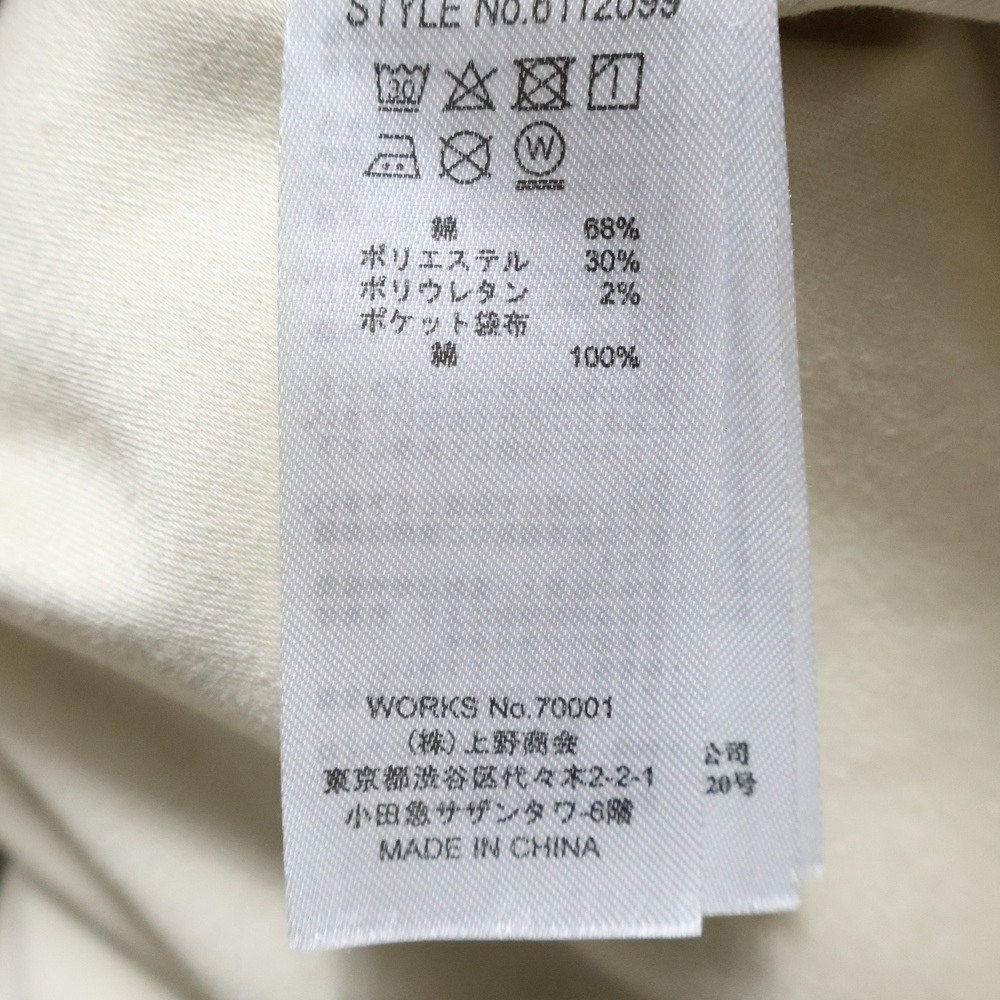 STYLE No.6112099
30
W
綿 68%
ポリエステル 30%
ポリウレタン 2%
ポケット袋布
綿 100%
WORKS No.70001
(株)上野商会
東京都渋谷区代々木2-2-1
小田急サザンタワ-6階
MADE IN CHINA
公司
20号